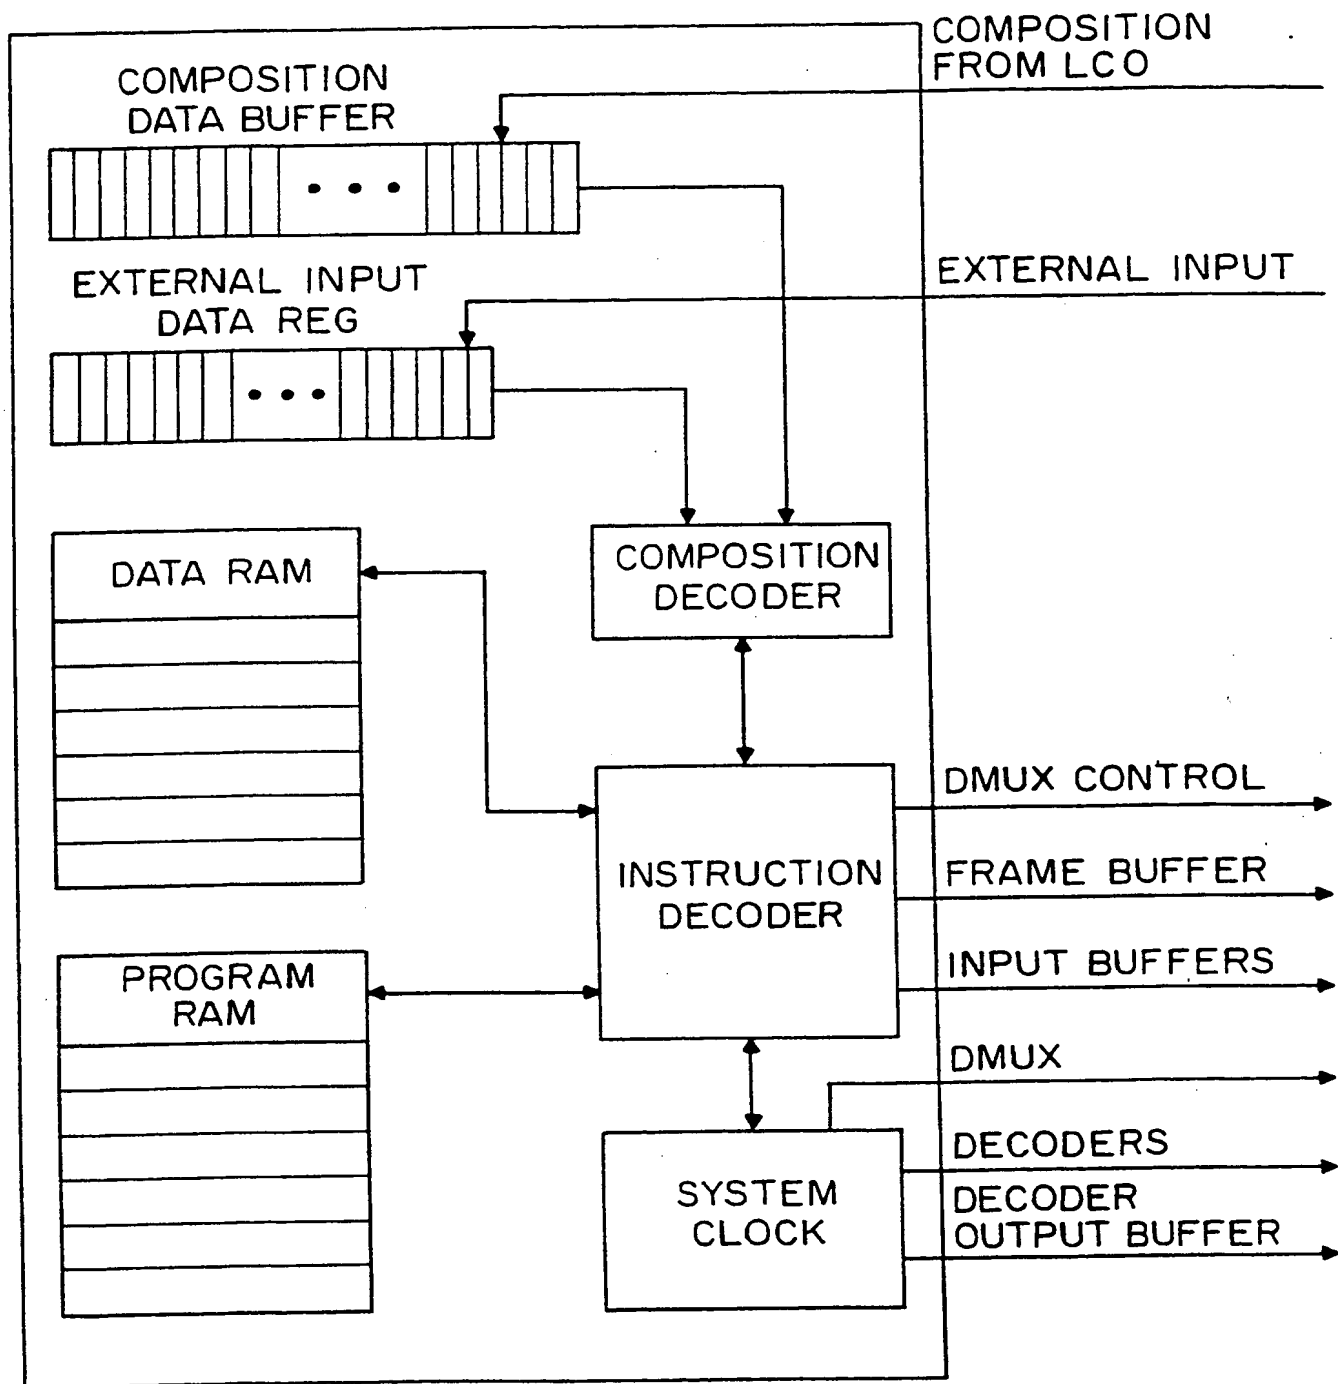 COMPOSITION
FROM LCO
COMPOSITION
DATA BUFFER
EXTERNAL INPUT
EXTERNAL INPUT
DATA REG
DATA RAM
COMPOSITION
DECODER
DMUX CONTROL
INSTRUCTION
DECODER
FRAME BUFFER
INPUT BUFFERS
PROGRAM
RAM
DMUX
DECODERS
SYSTEM
CLOCK
DECODER
OUTPUT BUFFER